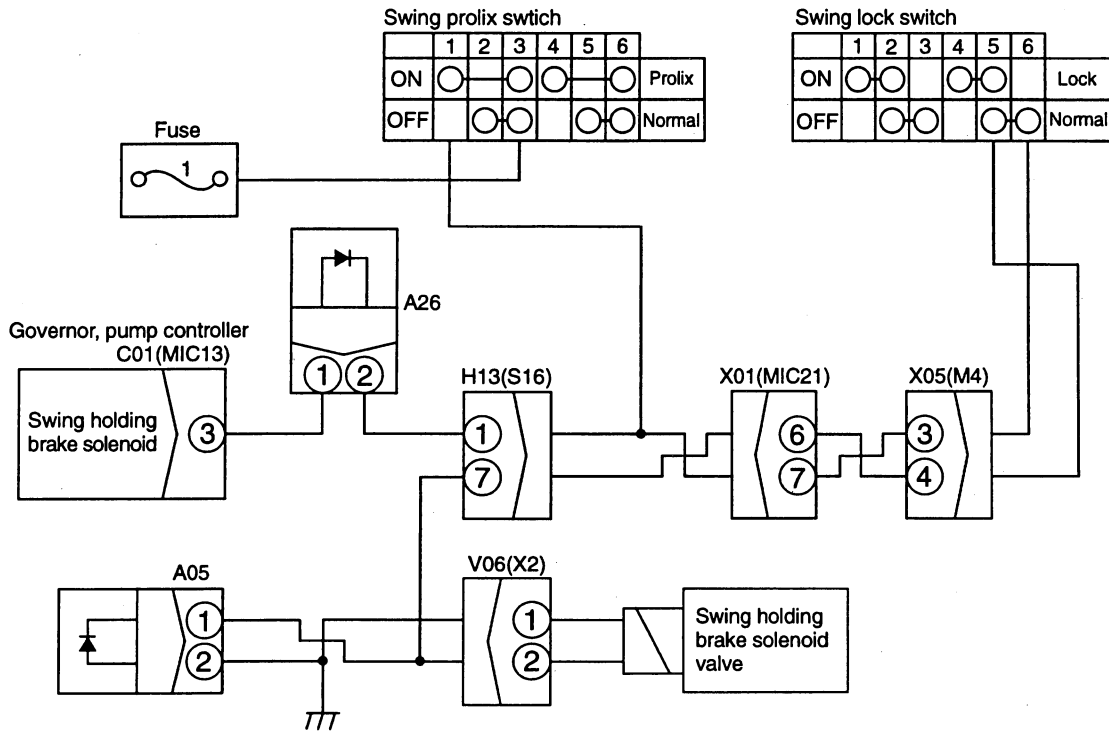 Swing prolix swtich
1 2 3 4 5 6
ON Prolix
OFF Normal
Swing lock switch
1 2 3 4 5 6
ON Lock
OFF Normal
Fuse
1
A26
1 2
Governor, pump controller
C01(MIC13)
Swing holding
brake solenoid
3
H13(S16)
1
7
X01(MIC21)
6
7
X05(M4)
3
4
A05
1
2
V06(X2)
1
2
Swing holding
brake solenoid
valve